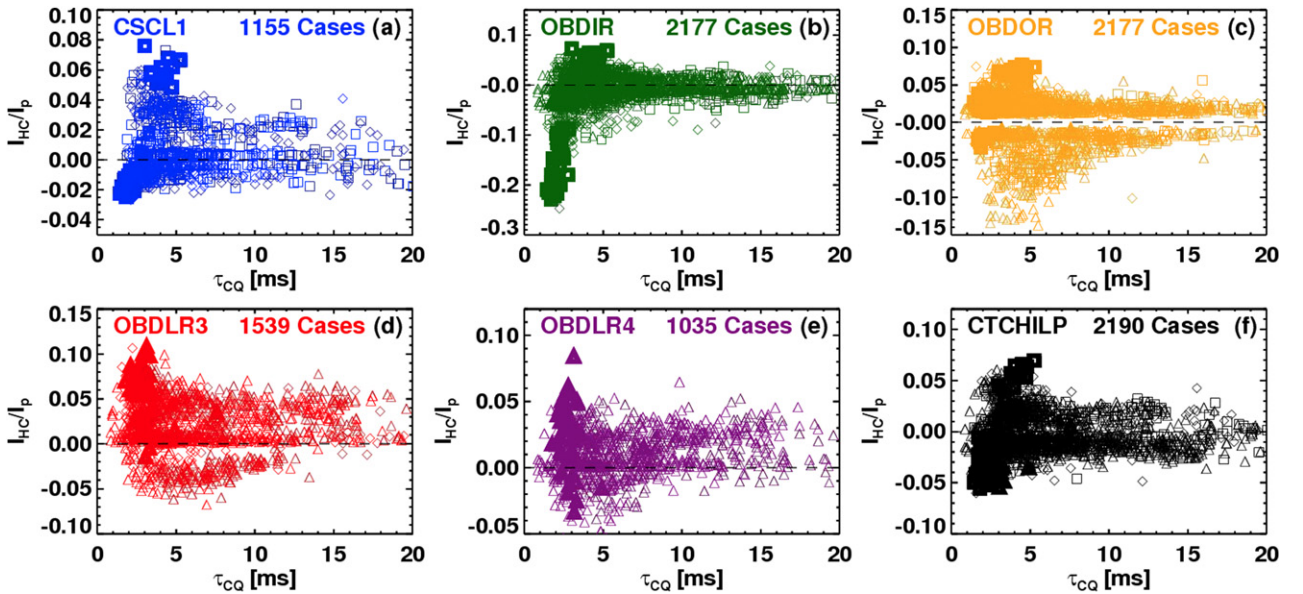 CSCL1 1155 Cases (a)
0.10
0.08
0.06
0.04
0.02
0.00
-0.02
-0.04
I_HC/I_p
0 5 10 15 20
τ_CQ [ms]
OBDIR 2177 Cases (b)
0.1
-0.0
-0.1
-0.2
-0.3
I_HC/I_p
0 5 10 15 20
τ_CQ [ms]
OBDOR 2177 Cases (c)
0.15
0.10
0.05
-0.00
-0.05
-0.10
-0.15
I_HC/I_p
0 5 10 15 20
τ_CQ [ms]
OBDLR3 1539 Cases (d)
0.15
0.10
0.05
0.00
-0.05
-0.10
I_HC/I_p
0 5 10 15 20
τ_CQ [ms]
OBDLR4 1035 Cases (e)
0.10
0.05
0.00
-0.05
I_HC/I_p
0 5 10 15 20
τ_CQ [ms]
CTCHILP 2190 Cases (f)
0.10
0.05
0.00
-0.05
-0.10
I_HC/I_p
0 5 10 15 20
τ_CQ [ms]